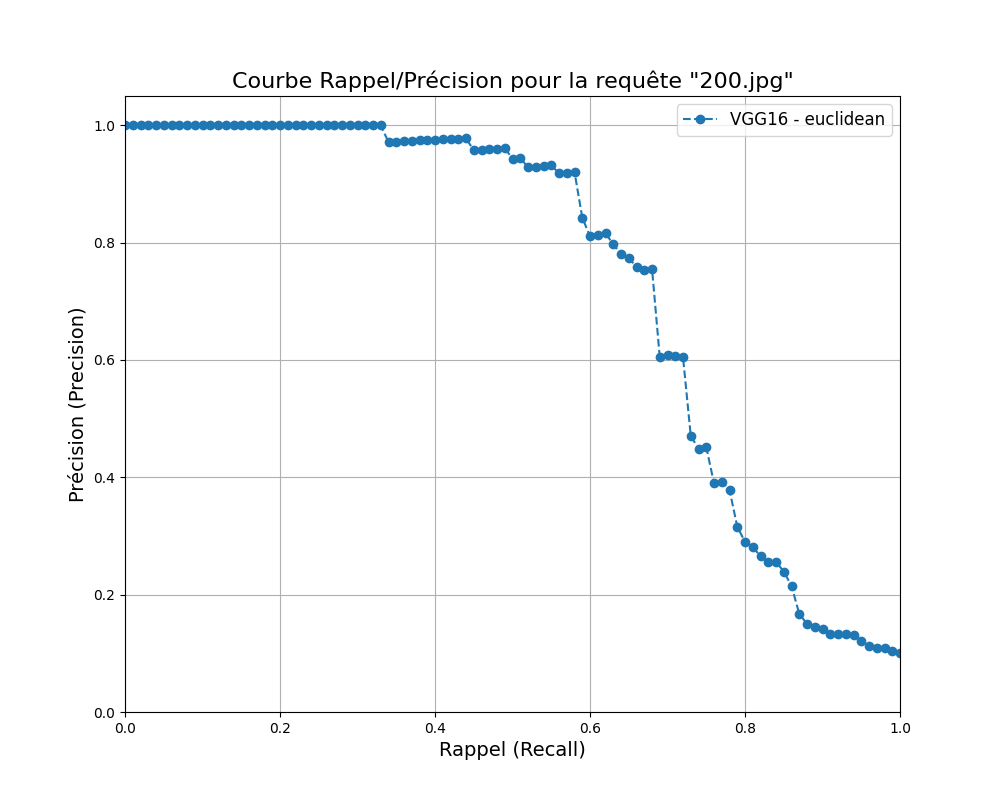 Courbe Rappel/Précision pour la requête "200.jpg"
VGG16 - euclidean
Précision (Precision)
1.0
0.8
0.6
0.4
0.2
0.0
0.0 0.2 0.4 0.6 0.8 1.0
Rappel (Recall)